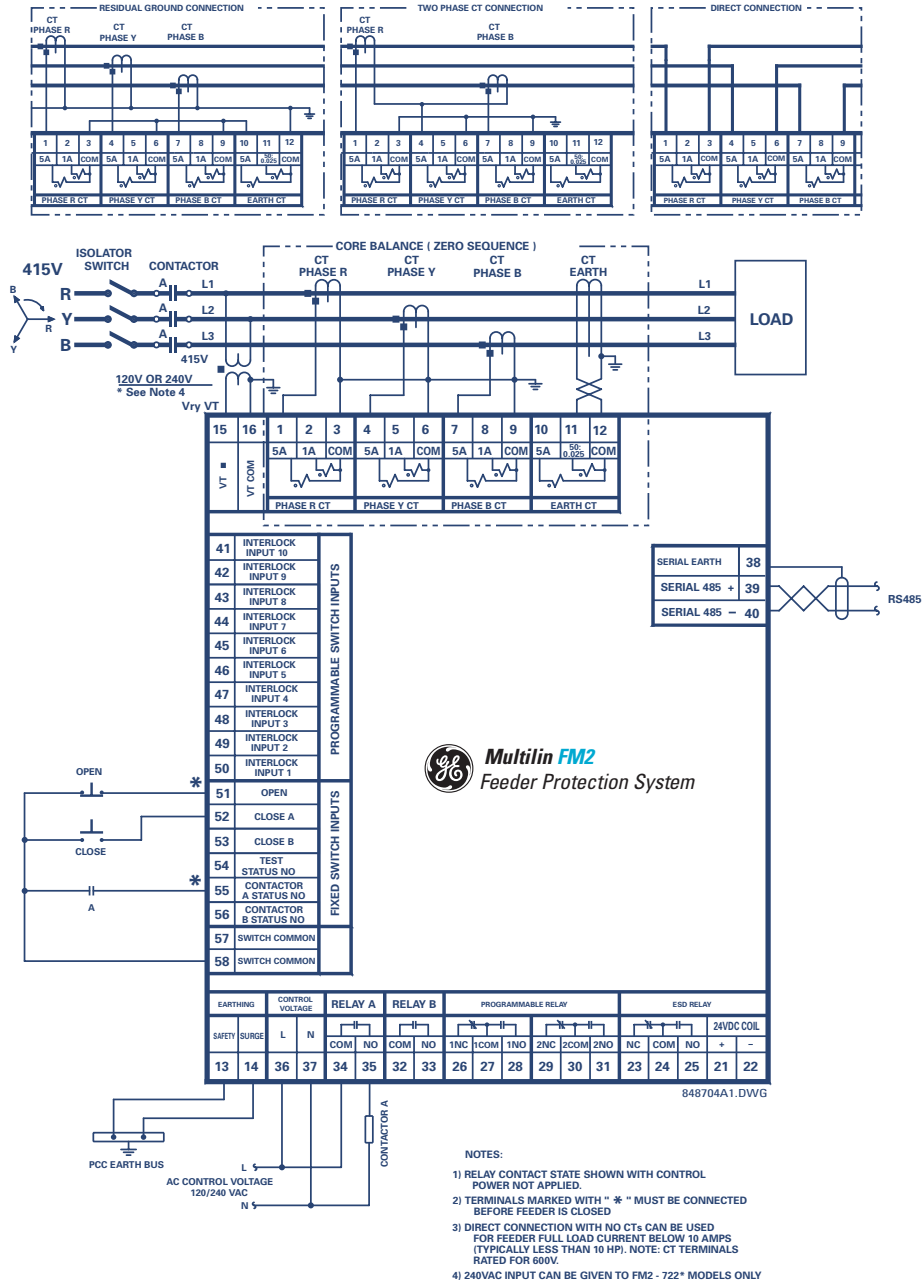 RESIDUAL GROUND CONNECTION
CT PHASE R
CT PHASE Y
CT PHASE B
1 2 3 4 5 6 7 8 9 10 11 12
5A 1A COM 5A 1A COM 5A 1A COM 5A 50: 0.025 COM
PHASE R CT PHASE Y CT PHASE B CT EARTH CT
TWO PHASE CT CONNECTION
CT PHASE R
CT PHASE B
1 2 3 4 5 6 7 8 9 10 11 12
5A 1A COM 5A 1A COM 5A 1A COM 5A 50: 0.025 COM
PHASE R CT PHASE Y CT PHASE B CT EARTH CT
DIRECT CONNECTION
1 2 3 4 5 6 7 8 9
5A 1A COM 5A 1A COM 5A 1A COM
PHASE R CT PHASE Y CT PHASE B CT
CORE BALANCE ( ZERO SEQUENCE )
415V
ISOLATOR SWITCH
CONTACTOR
CT PHASE R
CT PHASE Y
CT PHASE B
CT EARTH
B
R
Y
R A L1 L1
Y A L2 L2
B A L3 L3
LOAD
415V
120V OR 240V
* See Note 4
Vry VT
15 16 1 2 3 4 5 6 7 8 9 10 11 12
VT ■ VT COM 5A 1A COM 5A 1A COM 5A 1A COM 5A 50: 0.025 COM
PHASE R CT PHASE Y CT PHASE B CT EARTH CT
41 INTERLOCK INPUT 10
42 INTERLOCK INPUT 9
43 INTERLOCK INPUT 8
44 INTERLOCK INPUT 7
45 INTERLOCK INPUT 6
46 INTERLOCK INPUT 5
47 INTERLOCK INPUT 4
48 INTERLOCK INPUT 3
49 INTERLOCK INPUT 2
50 INTERLOCK INPUT 1
PROGRAMMABLE SWITCH INPUTS
SERIAL EARTH 38
SERIAL 485 + 39
SERIAL 485 − 40
RS485
GE
Multilin FM2
Feeder Protection System
OPEN
CLOSE
A
* 51 OPEN
52 CLOSE A
53 CLOSE B
54 TEST STATUS NO
* 55 CONTACTOR A STATUS NO
56 CONTACTOR B STATUS NO
FIXED SWITCH INPUTS
57 SWITCH COMMON
58 SWITCH COMMON
EARTHING CONTROL VOLTAGE RELAY A RELAY B PROGRAMMABLE RELAY ESD RELAY
24VDC COIL
SAFETY SURGE L N COM NO COM NO 1NC 1COM 1NO 2NC 2COM 2NO NC COM NO + −
13 14 36 37 34 35 32 33 26 27 28 29 30 31 23 24 25 21 22
848704A1.DWG
PCC EARTH BUS
L
AC CONTROL VOLTAGE
120/240 VAC
N
CONTACTOR A
NOTES:
1) RELAY CONTACT STATE SHOWN WITH CONTROL
POWER NOT APPLIED.
2) TERMINALS MARKED WITH " * " MUST BE CONNECTED
BEFORE FEEDER IS CLOSED
3) DIRECT CONNECTION WITH NO CTs CAN BE USED
FOR FEEDER FULL LOAD CURRENT BELOW 10 AMPS
(TYPICALLY LESS THAN 10 HP). NOTE: CT TERMINALS
RATED FOR 600V.
4) 240VAC INPUT CAN BE GIVEN TO FM2 - 722* MODELS ONLY